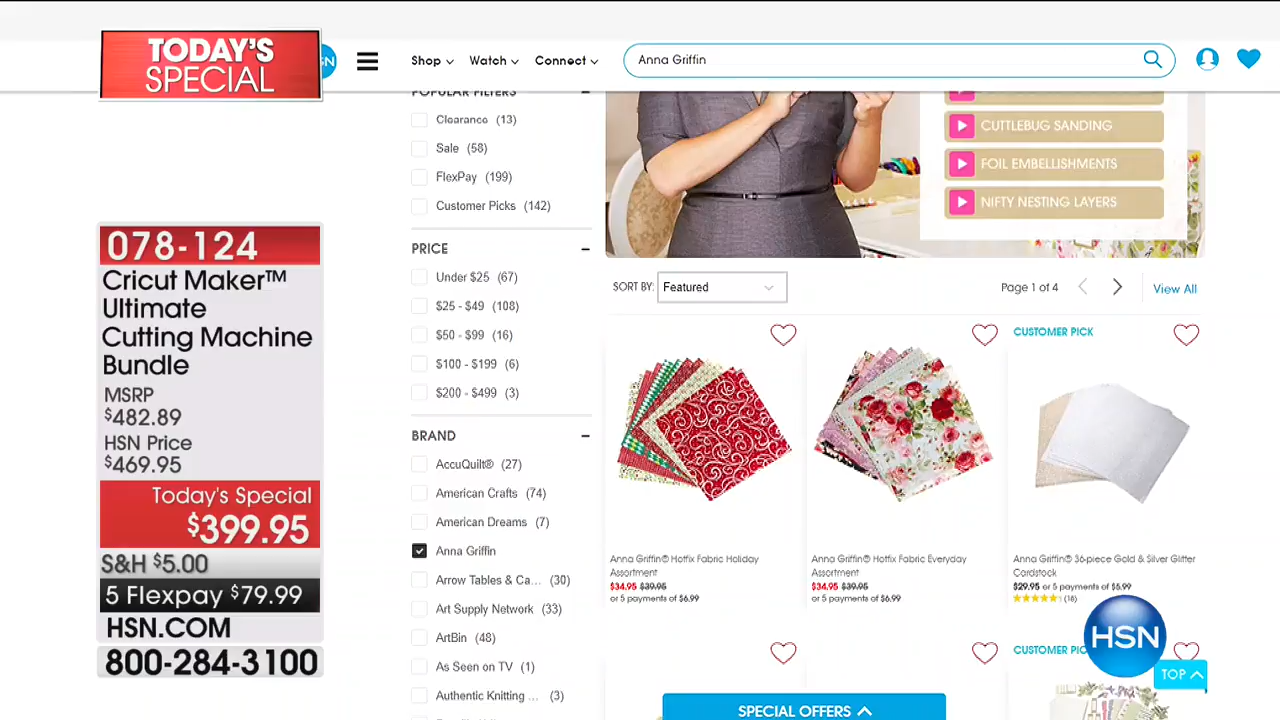 TODAY'S
SPECIAL
Shop
Watch
Connect
Anna Griffin
POPULAR FILTERS
Clearance (13)
Sale (58)
FlexPay (199)
Customer Picks (142)
PRICE
Under $25 (67)
$25 - $49 (108)
$50 - $99 (16)
$100 - $199 (6)
$200 - $499 (3)
BRAND
AccuQuilt® (27)
American Crafts (74)
American Dreams (7)
Anna Griffin
Arrow Tables & Ca... (30)
Art Supply Network (33)
ArtBin (48)
As Seen on TV (1)
Authentic Knitting ... (3)
CUTTLEBUG SANDING
FOIL EMBELLISHMENTS
NIFTY NESTING LAYERS
SORT BY: Featured
Page 1 of 4
View All
CUSTOMER PICK
Anna Griffin® Hotfix Fabric Holiday
Assortment
$34.95 $39.95
or 5 payments of $6.99
Anna Griffin® Hotfix Fabric Everyday
Assortment
$34.95 $39.95
or 5 payments of $6.99
Anna Griffin® 36-piece Gold & Silver Glitter
Cardstock
$29.95 or 5 payments of $5.99
(18)
CUSTOMER
HSN
TOP
SPECIAL OFFERS
078-124
Cricut Maker™
Ultimate
Cutting Machine
Bundle
MSRP
$482.89
HSN Price
$469.95
Today's Special
$399.95
S&H $5.00
5 Flexpay $79.99
HSN.COM
800-284-3100